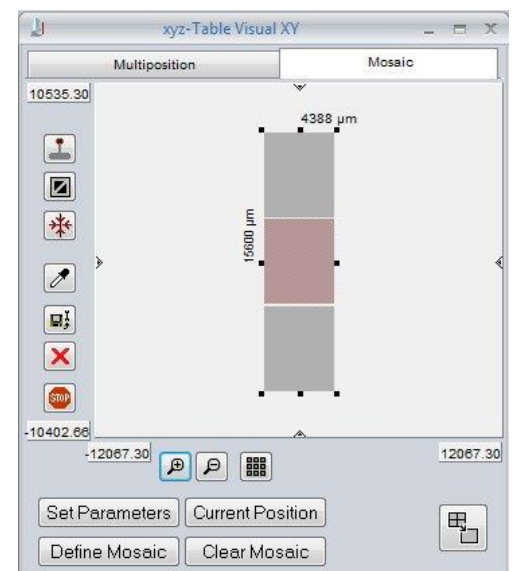 xyz-Table Visual XY
Multiposition Mosaic
10535.30
4388 µm
15600 µm
STOP
-10402.66
-12067.30 12067.30
Set Parameters Current Position
Define Mosaic Clear Mosaic